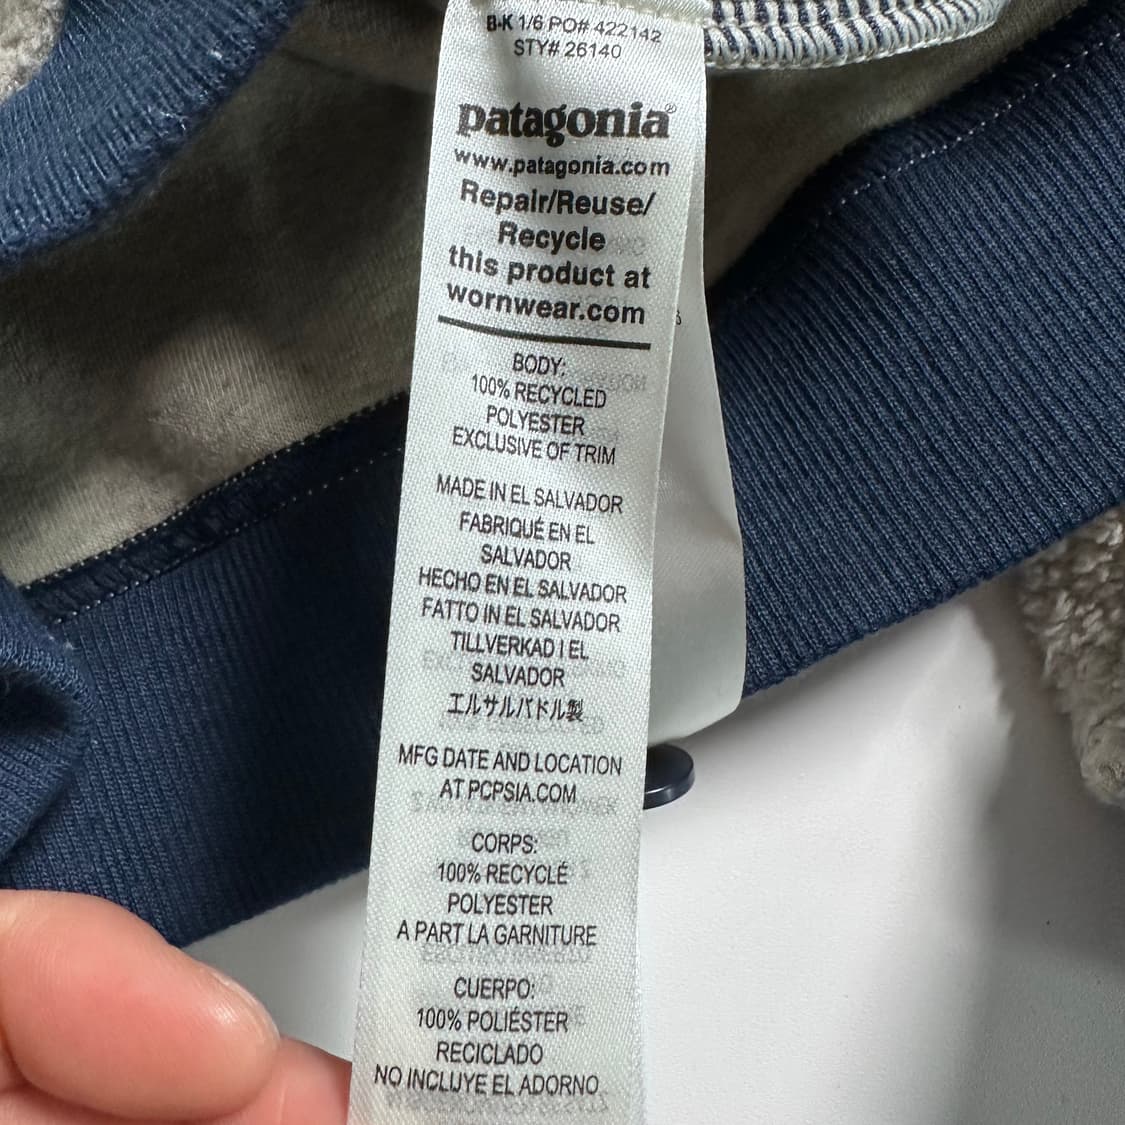 B-K 1/6 PO# 422142
STY# 26140
patagonia®
www.patagonia.com
Repair/Reuse/
Recycle
this product at
wornwear.com
BODY:
100% RECYCLED
POLYESTER
EXCLUSIVE OF TRIM
MADE IN EL SALVADOR
FABRIQUÉ EN EL
SALVADOR
HECHO EN EL SALVADOR
FATTO IN EL SALVADOR
TILLVERKAD I EL
SALVADOR
エルサルバドル製
MFG DATE AND LOCATION
AT PCPSIA.COM
CORPS:
100% RECYCLÉ
POLYESTER
A PART LA GARNITURE
CUERPO:
100% POLIÉSTER
RECICLADO
NO INCLUYE EL ADORNO